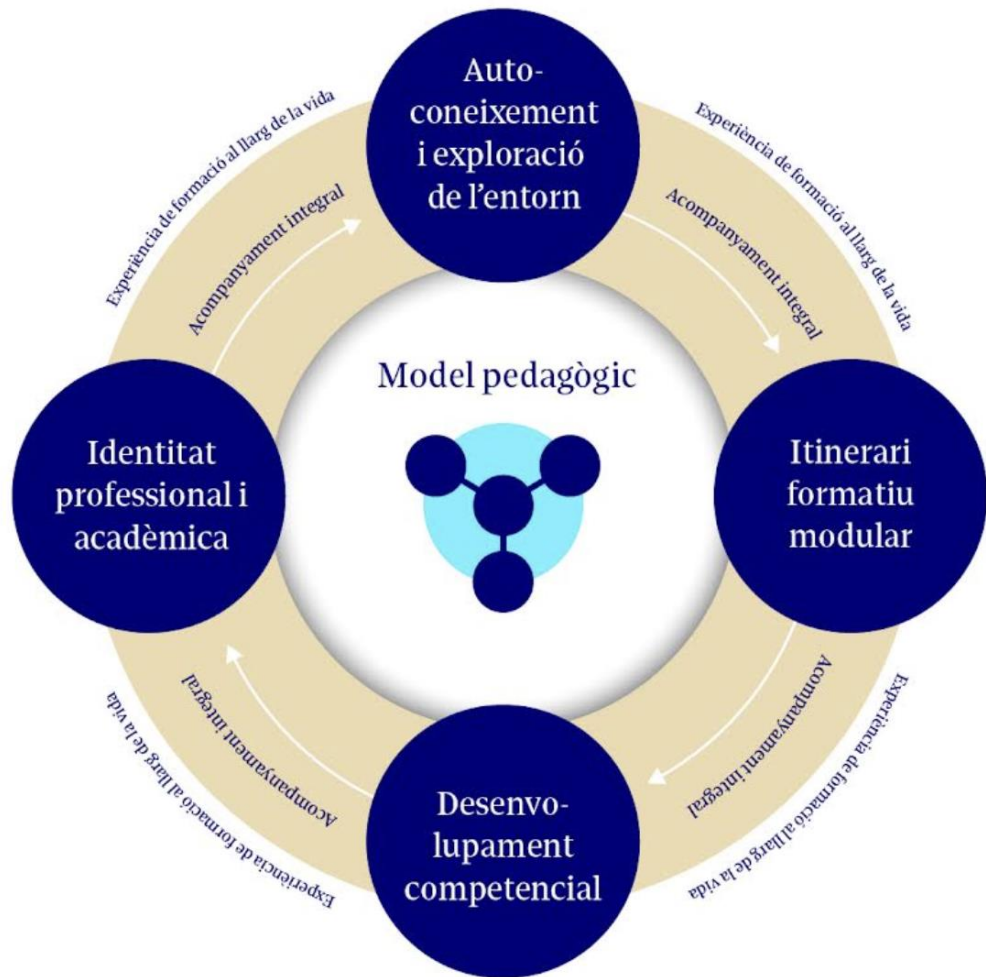 Auto-
coneixement
i exploració
de l'entorn
Experiència de formació al llarg de la vida
Acompanyament integral
Experiència de formació al llarg de la vida
Acompanyament integral
Model pedagògic
Identitat
professional i
acadèmica
Itinerari
formatiu
modular
Acompanyament integral
Experiència de formació al llarg de la vida
Acompanyament integral
Experiència de formació al llarg de la vida
Desenvo-
lupament
competencial